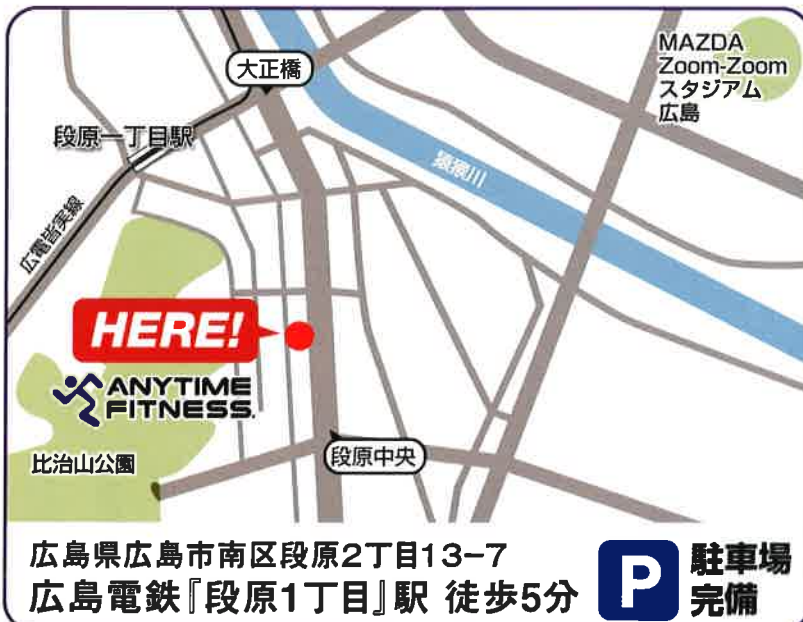 大正橋
MAZDA
Zoom-Zoom
スタジアム
広島
段原一丁目駅
猿猴川
広電皆実線
HERE!
ANYTIME
FITNESS.
比治山公園
段原中央
広島県広島市南区段原2丁目13-7
広島電鉄『段原1丁目』駅 徒歩5分
P
駐車場
完備